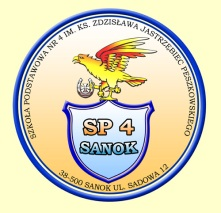 SZKOŁA PODSTAWOWA NR 4 IM. KS. ZDZISŁAWA JASTRZĘBIEC PESZKOWSKIEGO
SP 4
SANOK
38-500 SANOK UL. SADOWA 12